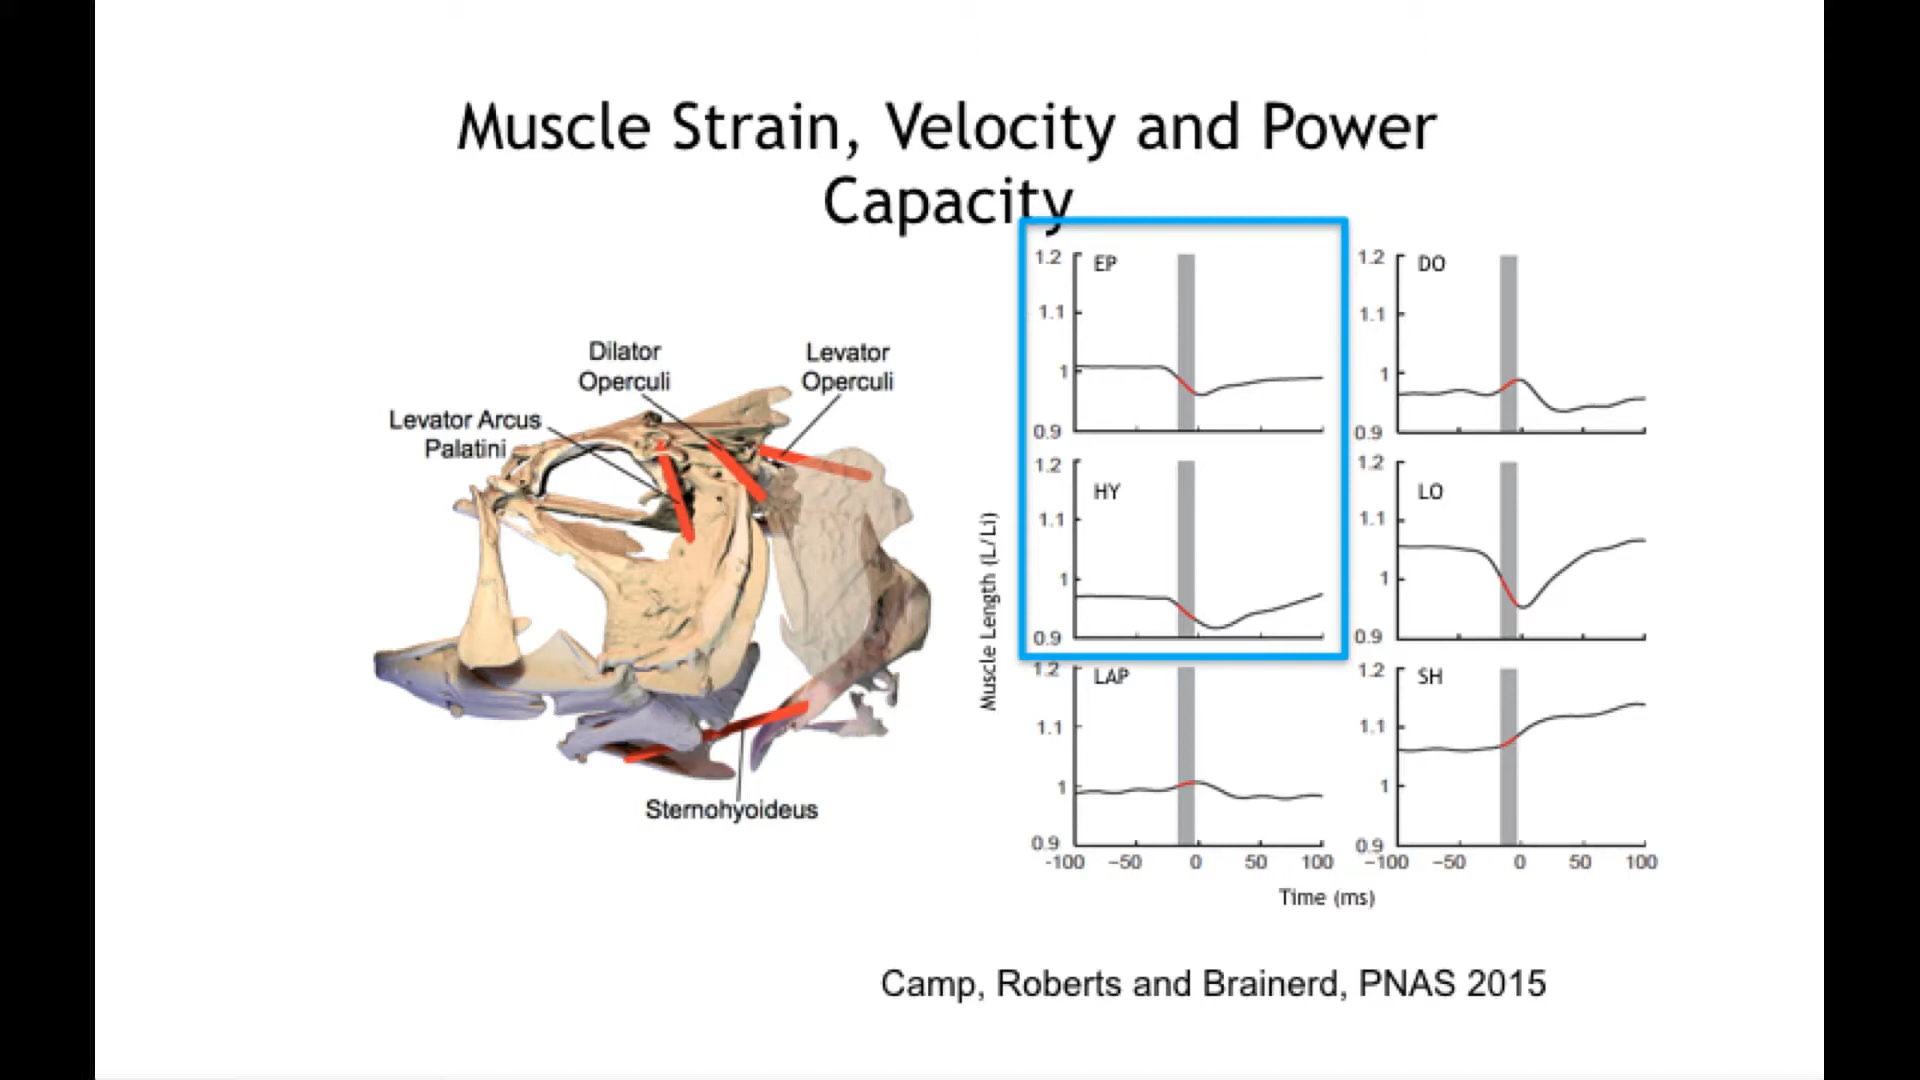 Muscle Strain, Velocity and Power
Capacity
Dilator
Operculi
Levator
Operculi
Levator Arcus
Palatini
Sternohyoideus
Muscle Length (L/Li)
1.2
EP
1.1
1
0.9
1.2
DO
1.1
1
0.9
1.2
HY
1.1
1
0.9
1.2
LO
1.1
1
0.9
1.2
LAP
1.1
1
0.9
-100 −50 0 50 100
1.2
SH
1.1
1
0.9
−100 −50 0 50 100
Time (ms)
Camp, Roberts and Brainerd, PNAS 2015